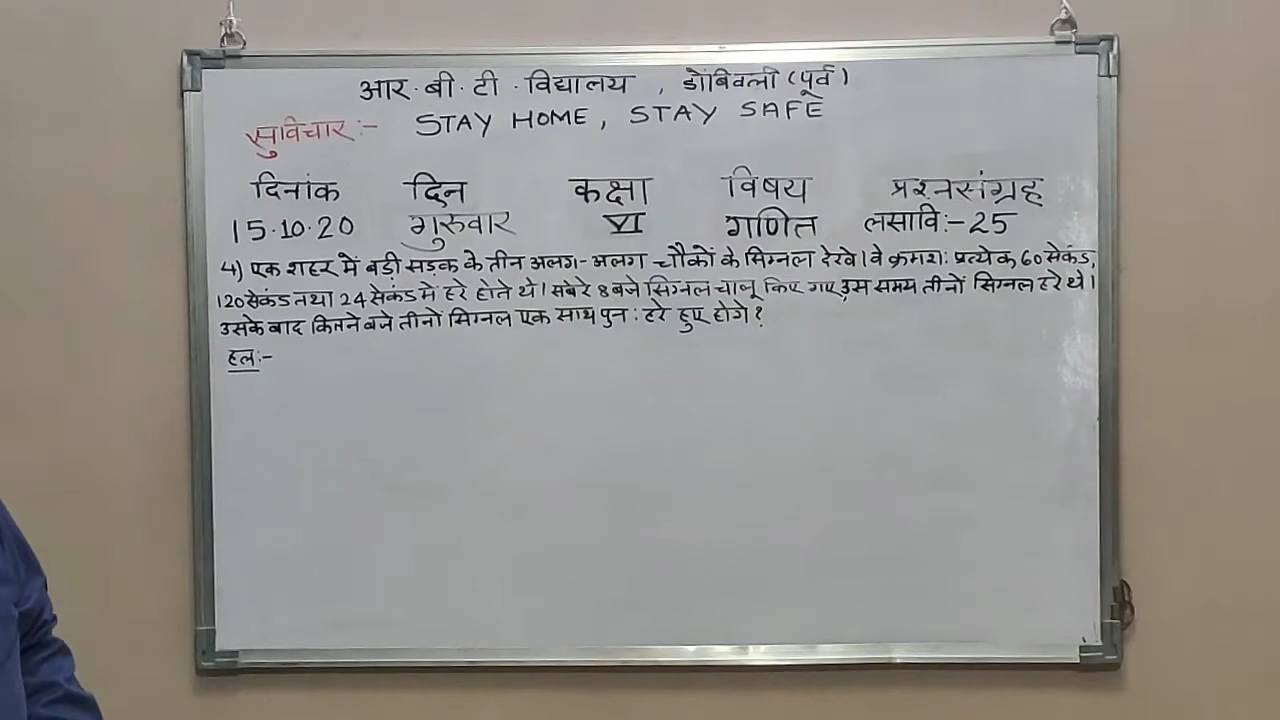 आर·बी·टी·विद्यालय , डोंबिवली (पूर्व)
सुविचार:- STAY HOME, STAY SAFE
दिनांक दिन कक्षा विषय प्रश्नसंग्रह
15·10·20 गुरुवार VI गणित लसावि:-25
4) एक शहर में बड़ी सड़क के तीन अलग-अलग चौकों के सिग्नल देखे। वे क्रमश: प्रत्येक 60 सेकंड,
120 सेकंड तथा 24 सेकंड में हरे होते थे। सबेरे 8 बजे सिग्नल चालू किए गए, उस समय तीनों सिग्नल हरे थे।
उसके बाद कितने बजे तीनों सिग्नल एक साथ पुन: हरे हुए होगे?
हल:-